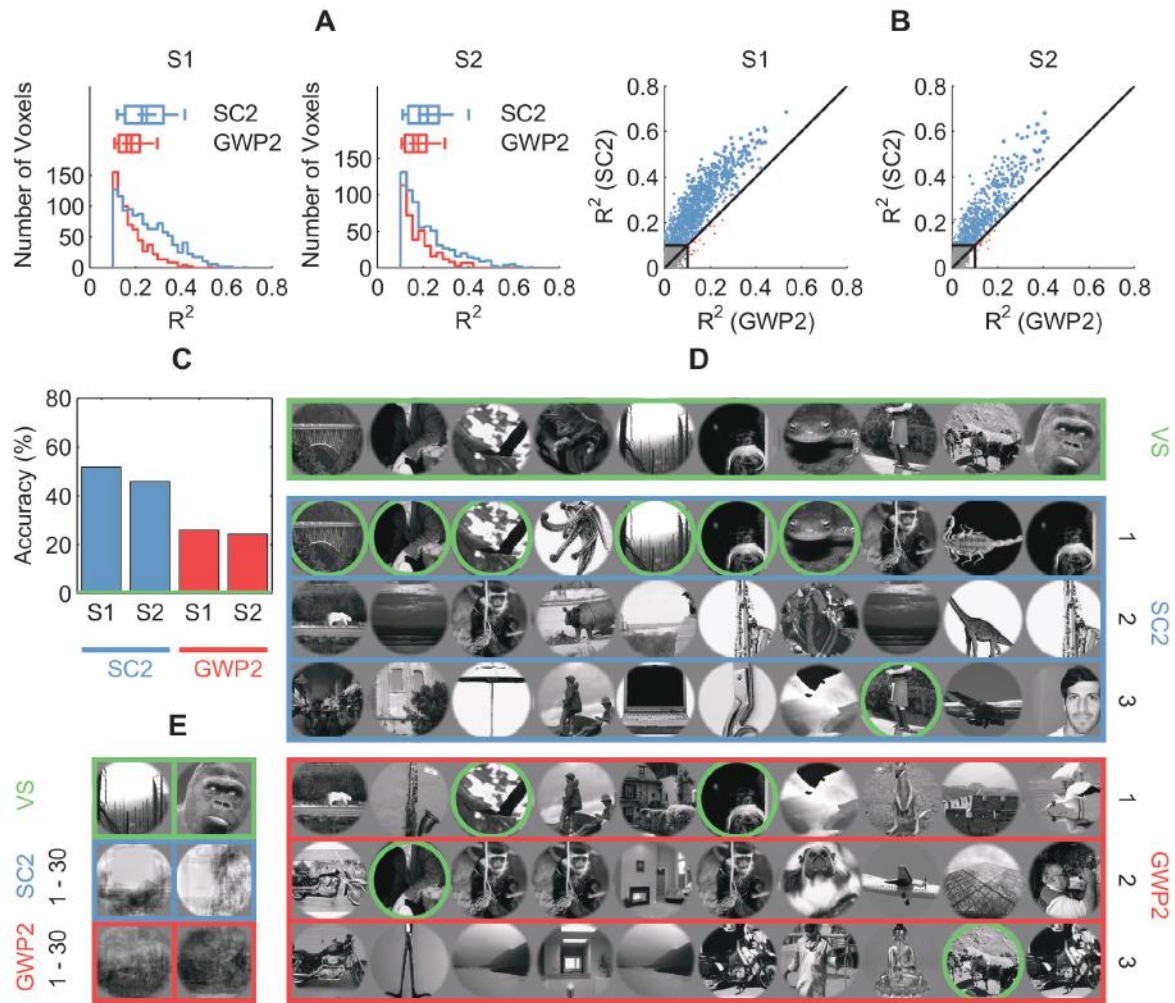 A
B
S1
S2
S1
S2
SC2
GWP2
SC2
GWP2
Number of Voxels
150
100
50
0
0 0.2 0.4 0.6 0.8
R²
Number of Voxels
150
100
50
0
0 0.2 0.4 0.6 0.8
R²
R² (SC2)
0.8
0.6
0.4
0.2
0
0 0.2 0.4 0.6 0.8
R² (GWP2)
R² (SC2)
0.8
0.6
0.4
0.2
0
0 0.2 0.4 0.6 0.8
R² (GWP2)
C
Accuracy (%)
80
60
40
20
0
S1 S2 S1 S2
SC2 GWP2
D
VS
1
2
3
SC2
1
2
3
GWP2
E
VS
SC2
1 - 30
GWP2
1 - 30